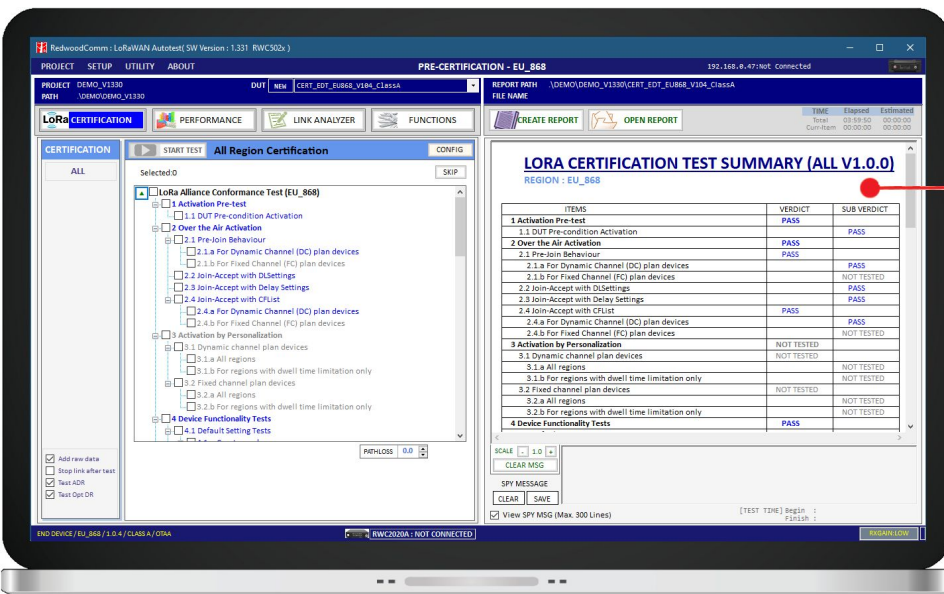 RedwoodComm : LoRaWAN Autotest( SW Version : 1.331 RWC502x )
PROJECT SETUP UTILITY ABOUT PRE-CERTIFICATION - EU_868 192.168.0.47:Not Connected
PROJECT DEMO_V1330 DUT NEW CERT_EDT_EU868_V104_ClassA
PATH .\DEMO\DEMO_V1330
REPORT PATH .\DEMO\DEMO_V1330\CERT_EDT_EU868_V104_ClassA
FILE NAME
LoRa CERTIFICATION PERFORMANCE LINK ANALYZER FUNCTIONS
CREATE REPORT OPEN REPORT
TIME Elapsed Estimated
Total 03:59:50 00:00:00
Curr-Item 00:00:00 00:00:00
CERTIFICATION
ALL
START TEST All Region Certification CONFIG
Selected:0 SKIP
LoRa Alliance Conformance Test (EU_868)
1 Activation Pre-test
1.1 DUT Pre-condition Activation
2 Over the Air Activation
2.1 Pre-Join Behaviour
2.1.a For Dynamic Channel (DC) plan devices
2.1.b For Fixed Channel (FC) plan devices
2.2 Join-Accept with DLSettings
2.3 Join-Accept with Delay Settings
2.4 Join-Accept with CFList
2.4.a For Dynamic Channel (DC) plan devices
2.4.b For Fixed Channel (FC) plan devices
3 Activation by Personalization
3.1 Dynamic channel plan devices
3.1.a All regions
3.1.b For regions with dwell time limitation only
3.2 Fixed channel plan devices
3.2.a All regions
3.2.b For regions with dwell time limitation only
4 Device Functionality Tests
4.1 Default Setting Tests
PATHLOSS 0.0
Add raw data
Stop link after test
Test ADR
Test Opt DR
LORA CERTIFICATION TEST SUMMARY (ALL V1.0.0)
REGION : EU_868
ITEMS VERDICT SUB VERDICT
1 Activation Pre-test PASS
1.1 DUT Pre-condition Activation PASS
2 Over the Air Activation PASS
2.1 Pre-Join Behaviour PASS
2.1.a For Dynamic Channel (DC) plan devices PASS
2.1.b For Fixed Channel (FC) plan devices NOT TESTED
2.2 Join-Accept with DLSettings PASS
2.3 Join-Accept with Delay Settings PASS
2.4 Join-Accept with CFList PASS
2.4.a For Dynamic Channel (DC) plan devices PASS
2.4.b For Fixed Channel (FC) plan devices NOT TESTED
3 Activation by Personalization NOT TESTED
3.1 Dynamic channel plan devices NOT TESTED
3.1.a All regions NOT TESTED
3.1.b For regions with dwell time limitation only NOT TESTED
3.2 Fixed channel plan devices NOT TESTED
3.2.a All regions NOT TESTED
3.2.b For regions with dwell time limitation only NOT TESTED
4 Device Functionality Tests PASS
SCALE - 1.0 +
CLEAR MSG
SPY MESSAGE
CLEAR SAVE
View SPY MSG (Max. 300 Lines)
[TEST TIME] Begin :
Finish :
END DEVICE / EU_868 / 1.0.4 / CLASS A / OTAA RWC2020A : NOT CONNECTED RXGAIN:LOW